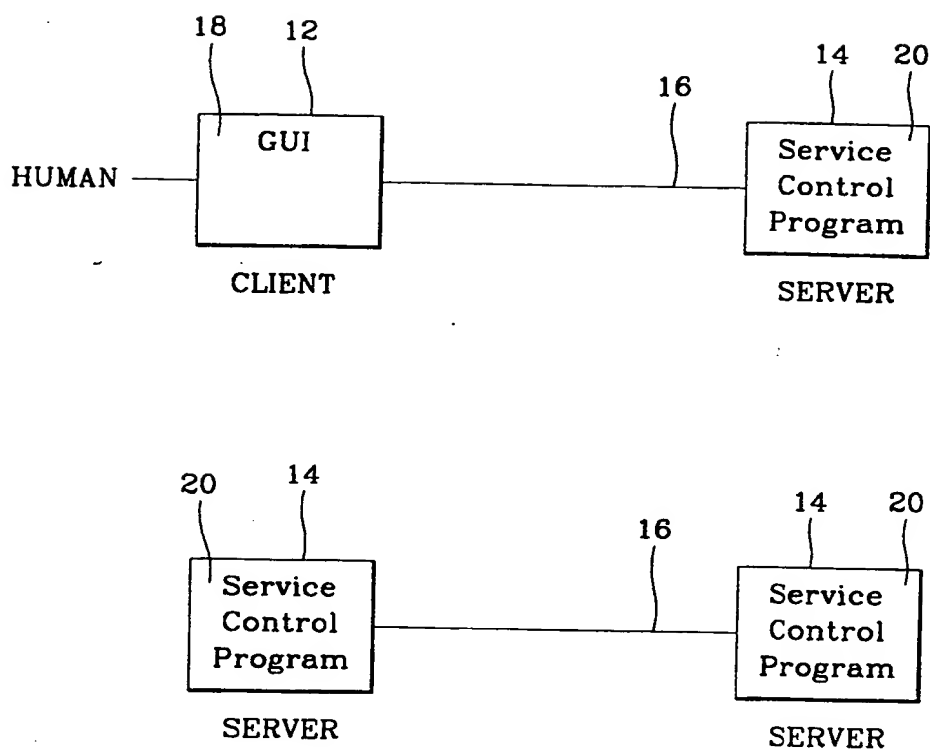 18 12
14 20
16
GUI
Service
Control
Program
HUMAN
CLIENT
SERVER
20 14
14 20
16
Service
Control
Program
Service
Control
Program
SERVER
SERVER